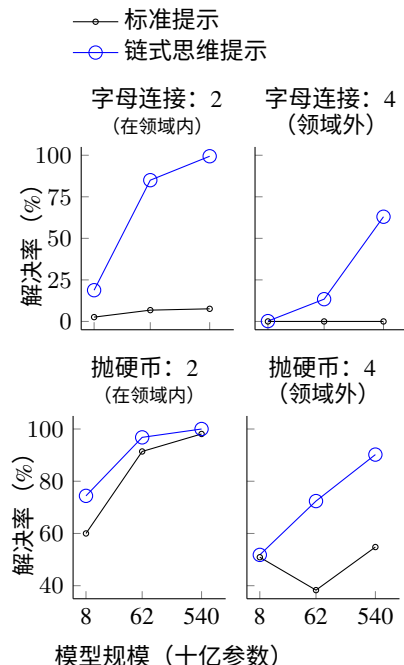 标准提示
链式思维提示
字母连接：2
（在领域内）
字母连接：4
（领域外）
100
75
50
25
0
解决率（%）
抛硬币：2
（在领域内）
抛硬币：4
（领域外）
100
80
60
40
解决率（%）
8 62 540
8 62 540
模型规模（十亿参数）